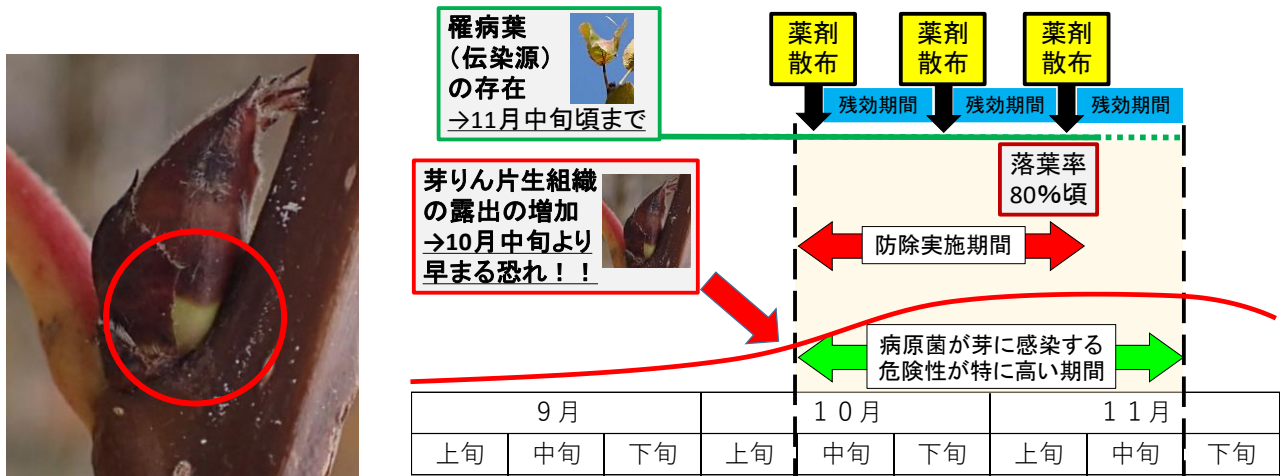 罹病葉
（伝染源）
の存在
→11月中旬頃まで
薬剤
散布
薬剤
散布
薬剤
散布
残効期間
残効期間
残効期間
落葉率
80%頃
芽りん片生組織
の露出の増加
→10月中旬より
早まる恐れ！！
防除実施期間
病原菌が芽に感染する
危険性が特に高い期間
９月
１０月
１１月
上旬
中旬
下旬
上旬
中旬
下旬
上旬
中旬
下旬